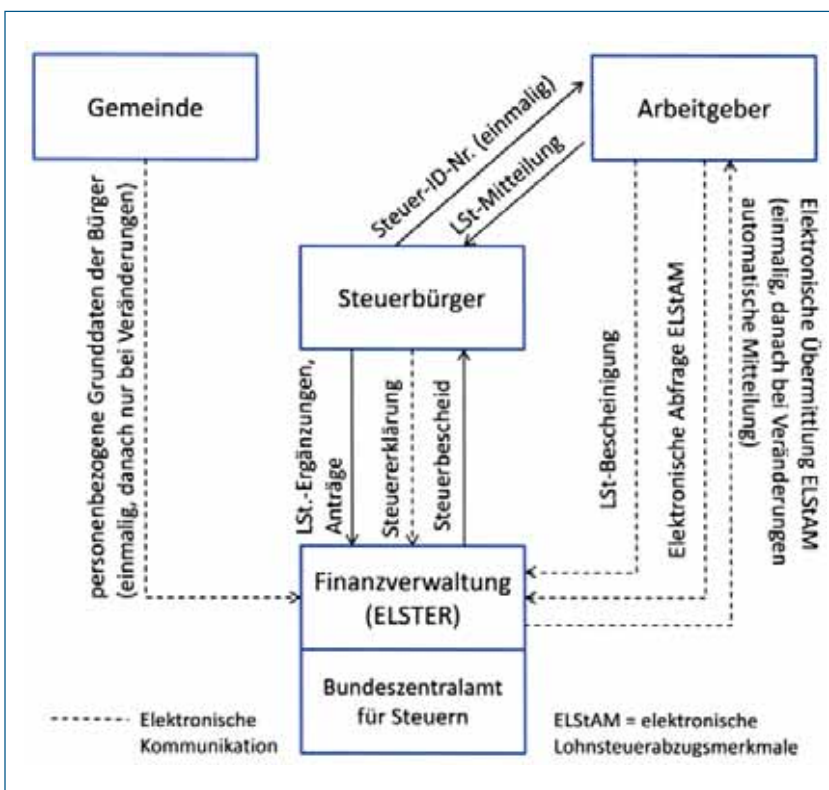 Gemeinde
Arbeitgeber
Steuer-ID-Nr. (einmalig)
LSt-Mitteilung
Steuerbürger
personenbezogene Grunddaten der Bürger
(einmalig, danach nur bei Veränderungen)
LSt.-Ergänzungen,
Anträge
Steuererklärung
Steuerbescheid
LSt-Bescheinigung
Elektronische Abfrage ELStAM
Elektronische Übermittlung ELStAM
(einmalig, danach bei Veränderungen
automatische Mitteilung)
Finanzverwaltung
(ELSTER)
Bundeszentralamt
für Steuern
Elektronische
Kommunikation
ELStAM = elektronische
Lohnsteuerabzugsmerkmale